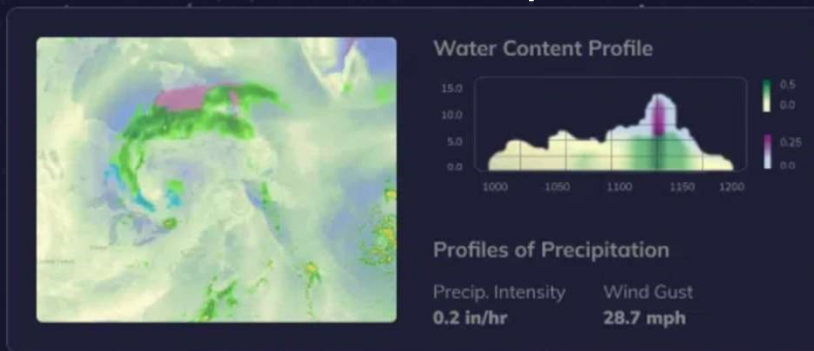 Water Content Profile
15.0
10.0
5.0
0.0
1000 1050 1100 1150 1200
0.5
0.0
0.25
0.0
Profiles of Precipitation
Precip. Intensity Wind Gust
0.2 in/hr 28.7 mph